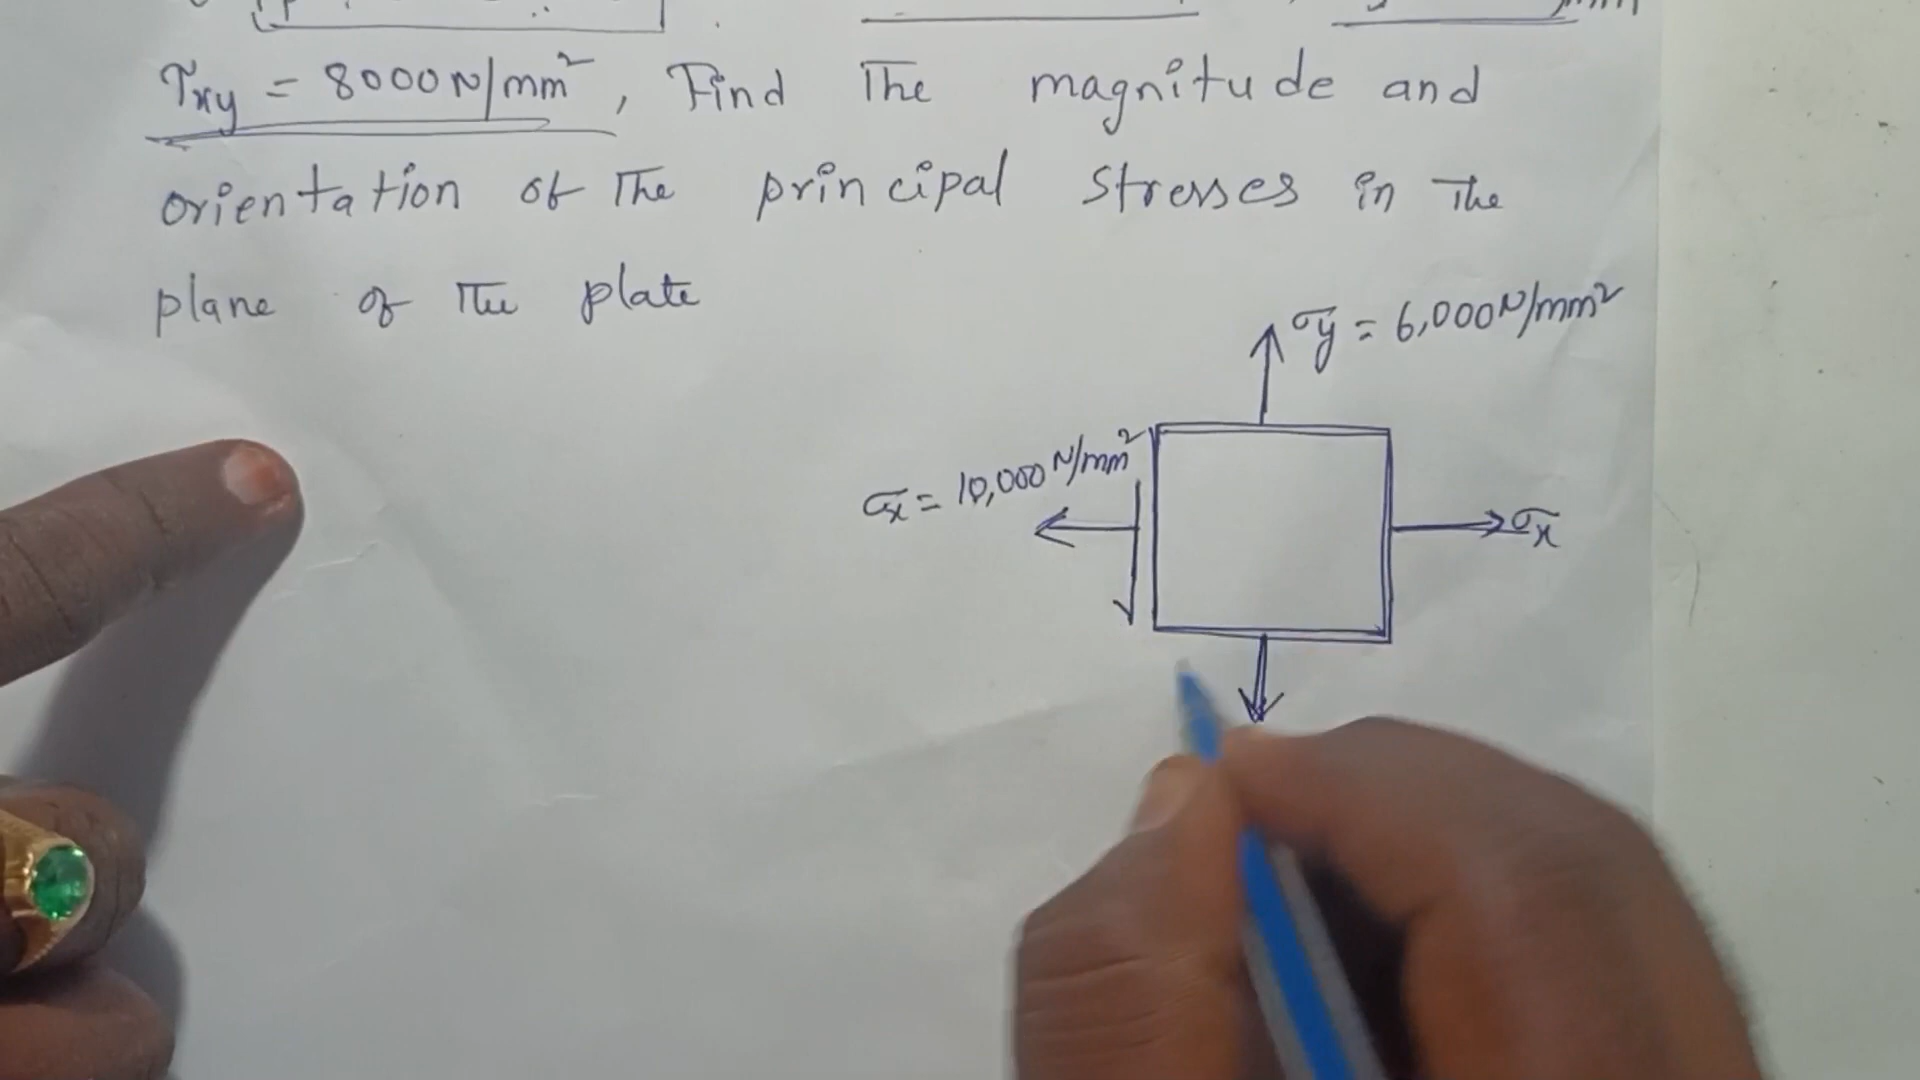 τxy = 8000 N/mm², Find The magnitude and
orientation of The principal stresses in The
plane of The plate
σy = 6,000 N/mm²
σx = 10,000 N/mm²
σx